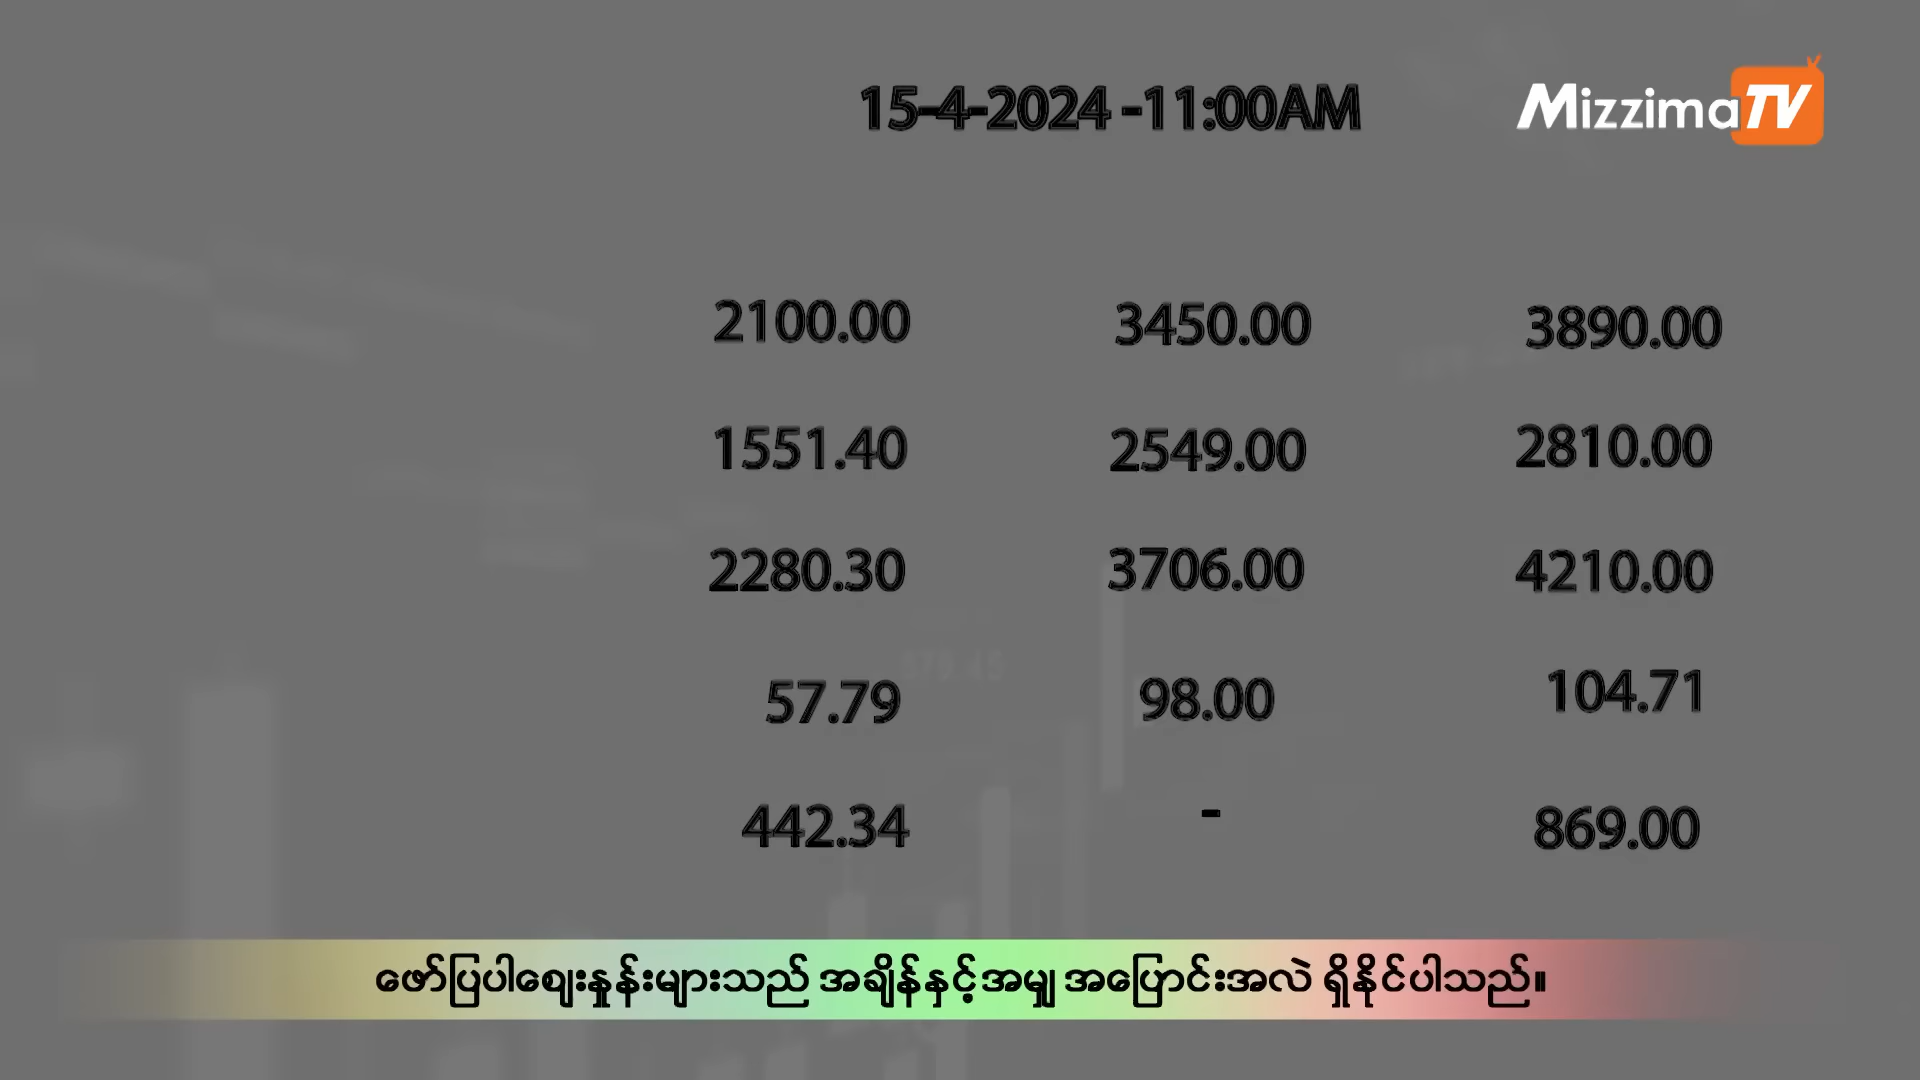 15-4-2024 -11:00AM
MizzimaTV
2100.00 3450.00 3890.00
1551.40 2549.00 2810.00
2280.30 3706.00 4210.00
57.79 98.00 104.71
442.34 - 869.00
ဖော်ပြပါဈေးနှုန်းများသည် အချိန်နှင့်အမျှ အပြောင်းအလဲ ရှိနိုင်ပါသည်။